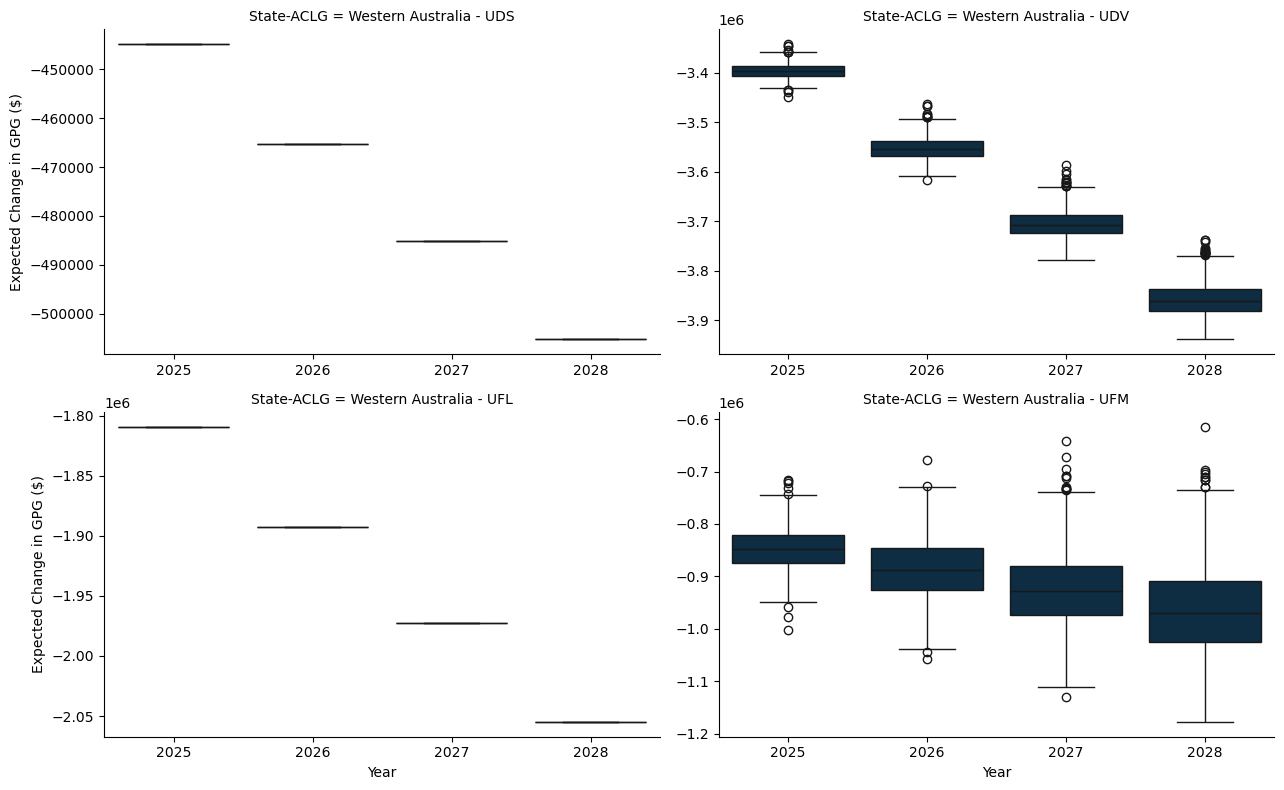 State-ACLG = Western Australia - UDS
Expected Change in GPG ($)
−450000
−460000
−470000
−480000
−490000
−500000
2025 2026 2027 2028
State-ACLG = Western Australia - UDV
1e6
−3.4
−3.5
−3.6
−3.7
−3.8
−3.9
2025 2026 2027 2028
State-ACLG = Western Australia - UFL
1e6
Expected Change in GPG ($)
−1.80
−1.85
−1.90
−1.95
−2.00
−2.05
2025 2026 2027 2028
Year
State-ACLG = Western Australia - UFM
1e6
−0.6
−0.7
−0.8
−0.9
−1.0
−1.1
−1.2
2025 2026 2027 2028
Year